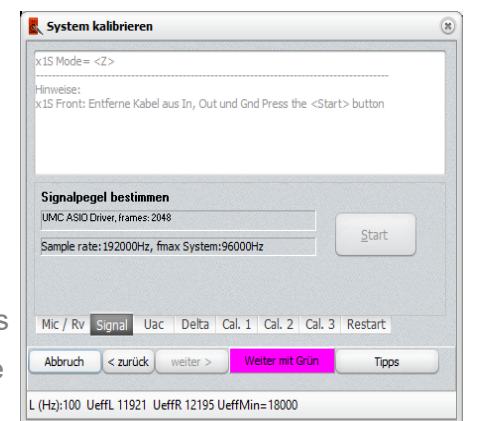 System kalibrieren
x1S Mode= <Z>
Hinweise:
x1S Front: Entferne Kabel aus In, Out und Gnd Press the <Start> button
Signalpegel bestimmen
UMC ASIO Driver, frames: 2048
Start
Sample rate:192000Hz, fmax System:96000Hz
s
Mic / Rv Signal Uac Delta Cal. 1 Cal. 2 Cal. 3 Restart
e
Abbruch < zurück weiter > Weiter mit Grün Tipps
L (Hz):100 UeffL 11921 UeffR 12195 UeffMin=18000